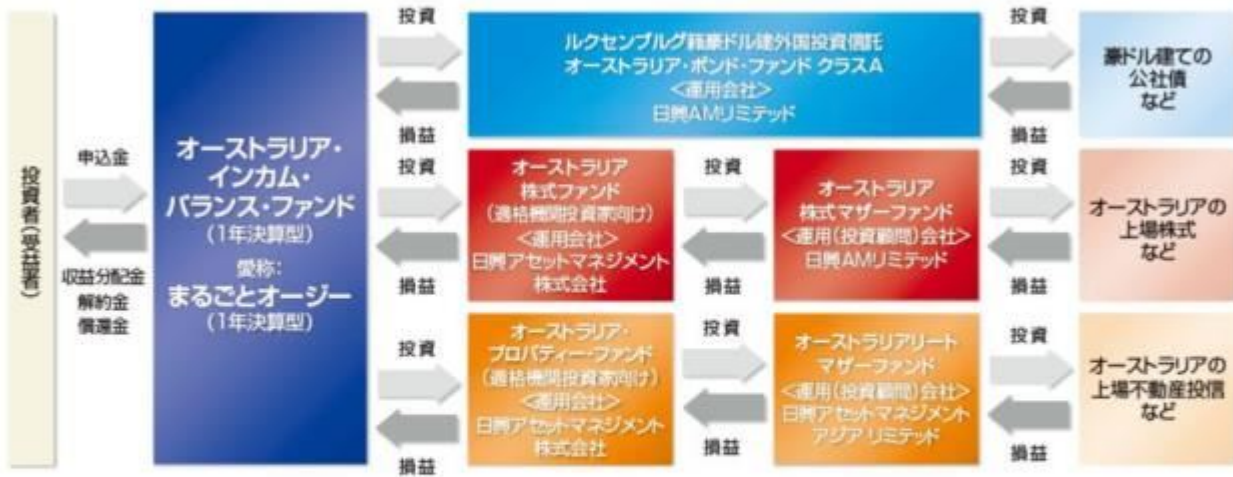 投資者(受益署)
申込金
収益分配金
解約金
償還金
オーストラリア・
インカム・
バランス・ファンド
(1年決算型)
愛称:
まるごとオージー
(1年決算型)
投資
損益
ルクセンブルグ籍豪ドル建外国投資信託
オーストラリア・ボンド・ファンド クラスA
<運用会社>
日興AMリミテッド
投資
損益
豪ドル建ての
公社債
など
投資
損益
オーストラリア
株式ファンド
(適格機関投資家向け)
<運用会社>
日興アセットマネジメント
株式会社
投資
損益
オーストラリア
株式マザーファンド
<運用(投資顧問)会社>
日興AMリミテッド
投資
損益
オーストラリアの
上場株式
など
投資
損益
オーストラリア・
プロパティー・ファンド
(適格機関投資家向け)
<運用会社>
日興アセットマネジメント
株式会社
投資
損益
オーストラリアリート
マザーファンド
<運用(投資顧問)会社>
日興アセットマネジメント
アジア リミテッド
投資
損益
オーストラリアの
上場不動産投信
など